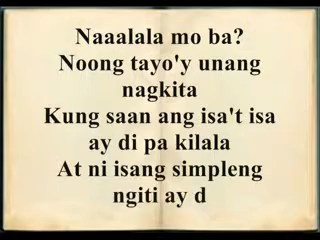 Naaalala mo ba?
Noong tayo'y unang
nagkita
Kung saan ang isa't isa
ay di pa kilala
At ni isang simpleng
ngiti ay d